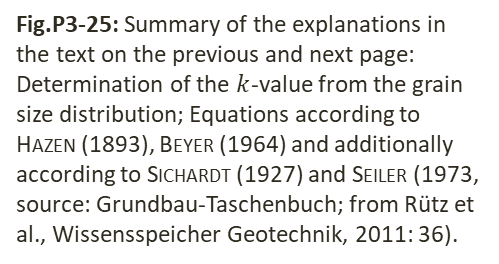 Fig.P3-25: Summary of the explanations in
the text on the previous and next page:
Determination of the k-value from the grain
size distribution; Equations according to
HAZEN (1893), BEYER (1964) and additionally
according to SICHARDT (1927) and SEILER (1973,
source: Grundbau-Taschenbuch; from Rütz et
al., Wissensspeicher Geotechnik, 2011: 36).